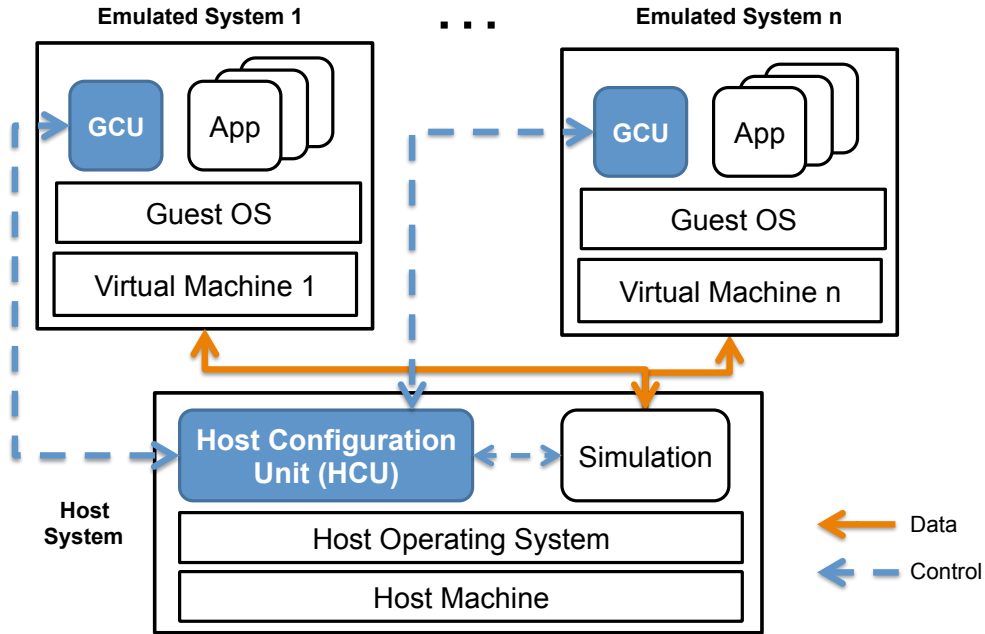 Emulated System 1
. . .
Emulated System n
GCU
App
Guest OS
Virtual Machine 1
GCU
App
Guest OS
Virtual Machine n
Host Configuration
Unit (HCU)
Simulation
Host
System
Host Operating System
Host Machine
Data
Control